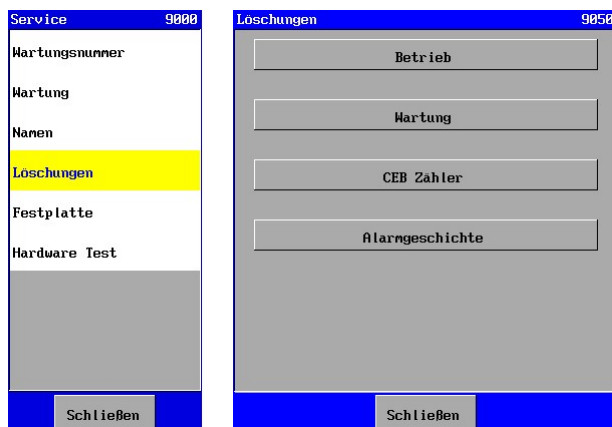 Service 9000
Wartungsnummer
Wartung
Namen
Löschungen
Festplatte
Hardware Test
Schließen
Löschungen 9050
Betrieb
Wartung
CEB Zähler
Alarmgeschichte
Schließen